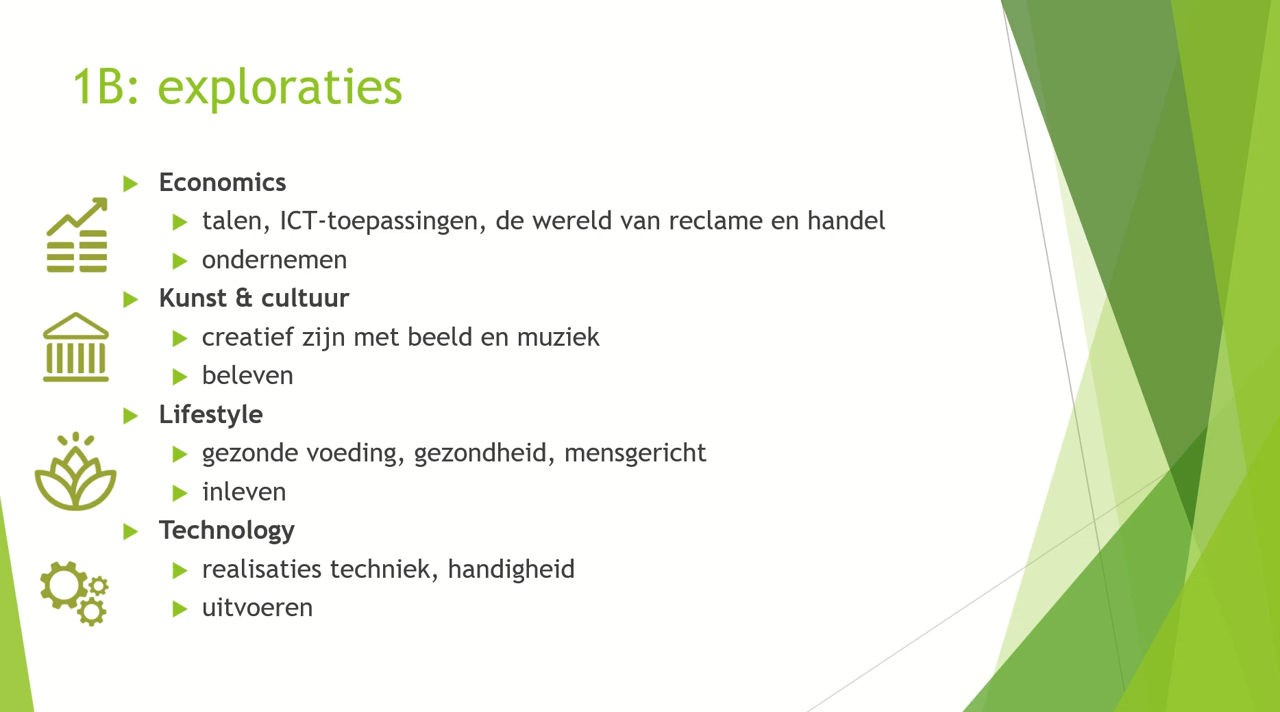 1B: exploraties
Economics
talen, ICT-toepassingen, de wereld van reclame en handel
ondernemen
Kunst & cultuur
creatief zijn met beeld en muziek
beleven
Lifestyle
gezonde voeding, gezondheid, mensgericht
inleven
Technology
realisaties techniek, handigheid
uitvoeren